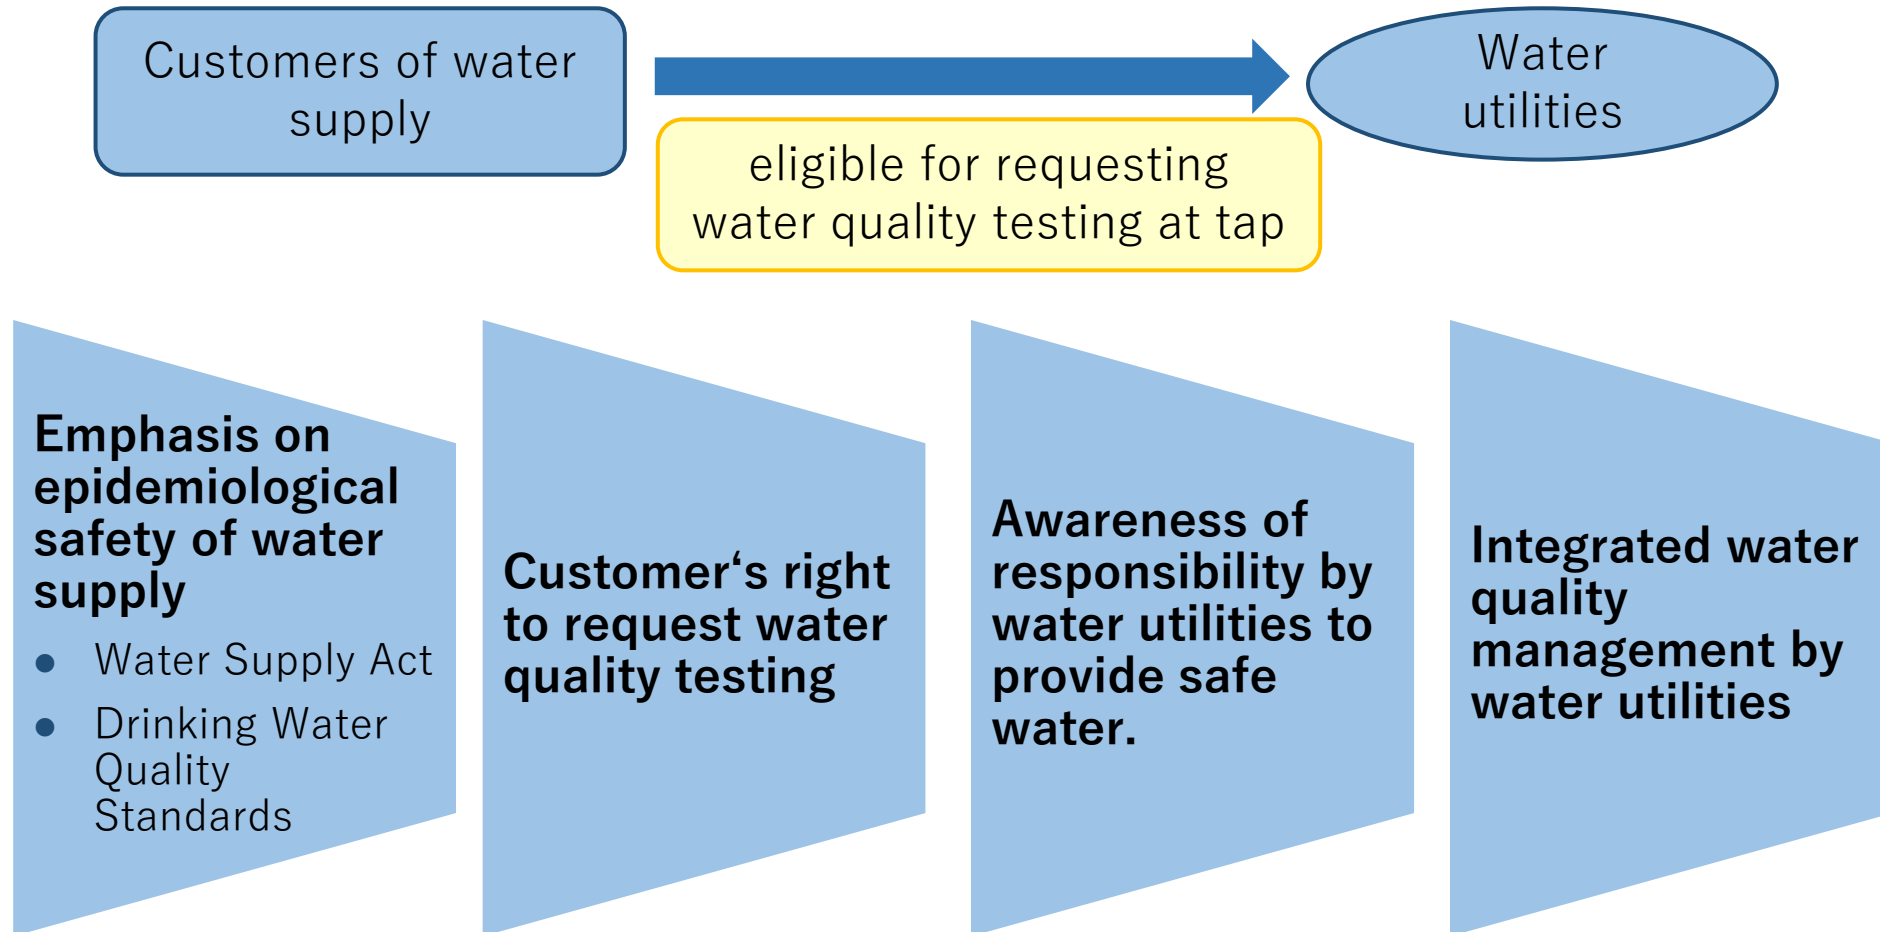 Customers of water
supply
Water
utilities
eligible for requesting
water quality testing at tap
Emphasis on
epidemiological
safety of water
supply
● Water Supply Act
● Drinking Water
Quality
Standards
Customer‘s right
to request water
quality testing
Awareness of
responsibility by
water utilities to
provide safe
water.
Integrated water
quality
management by
water utilities